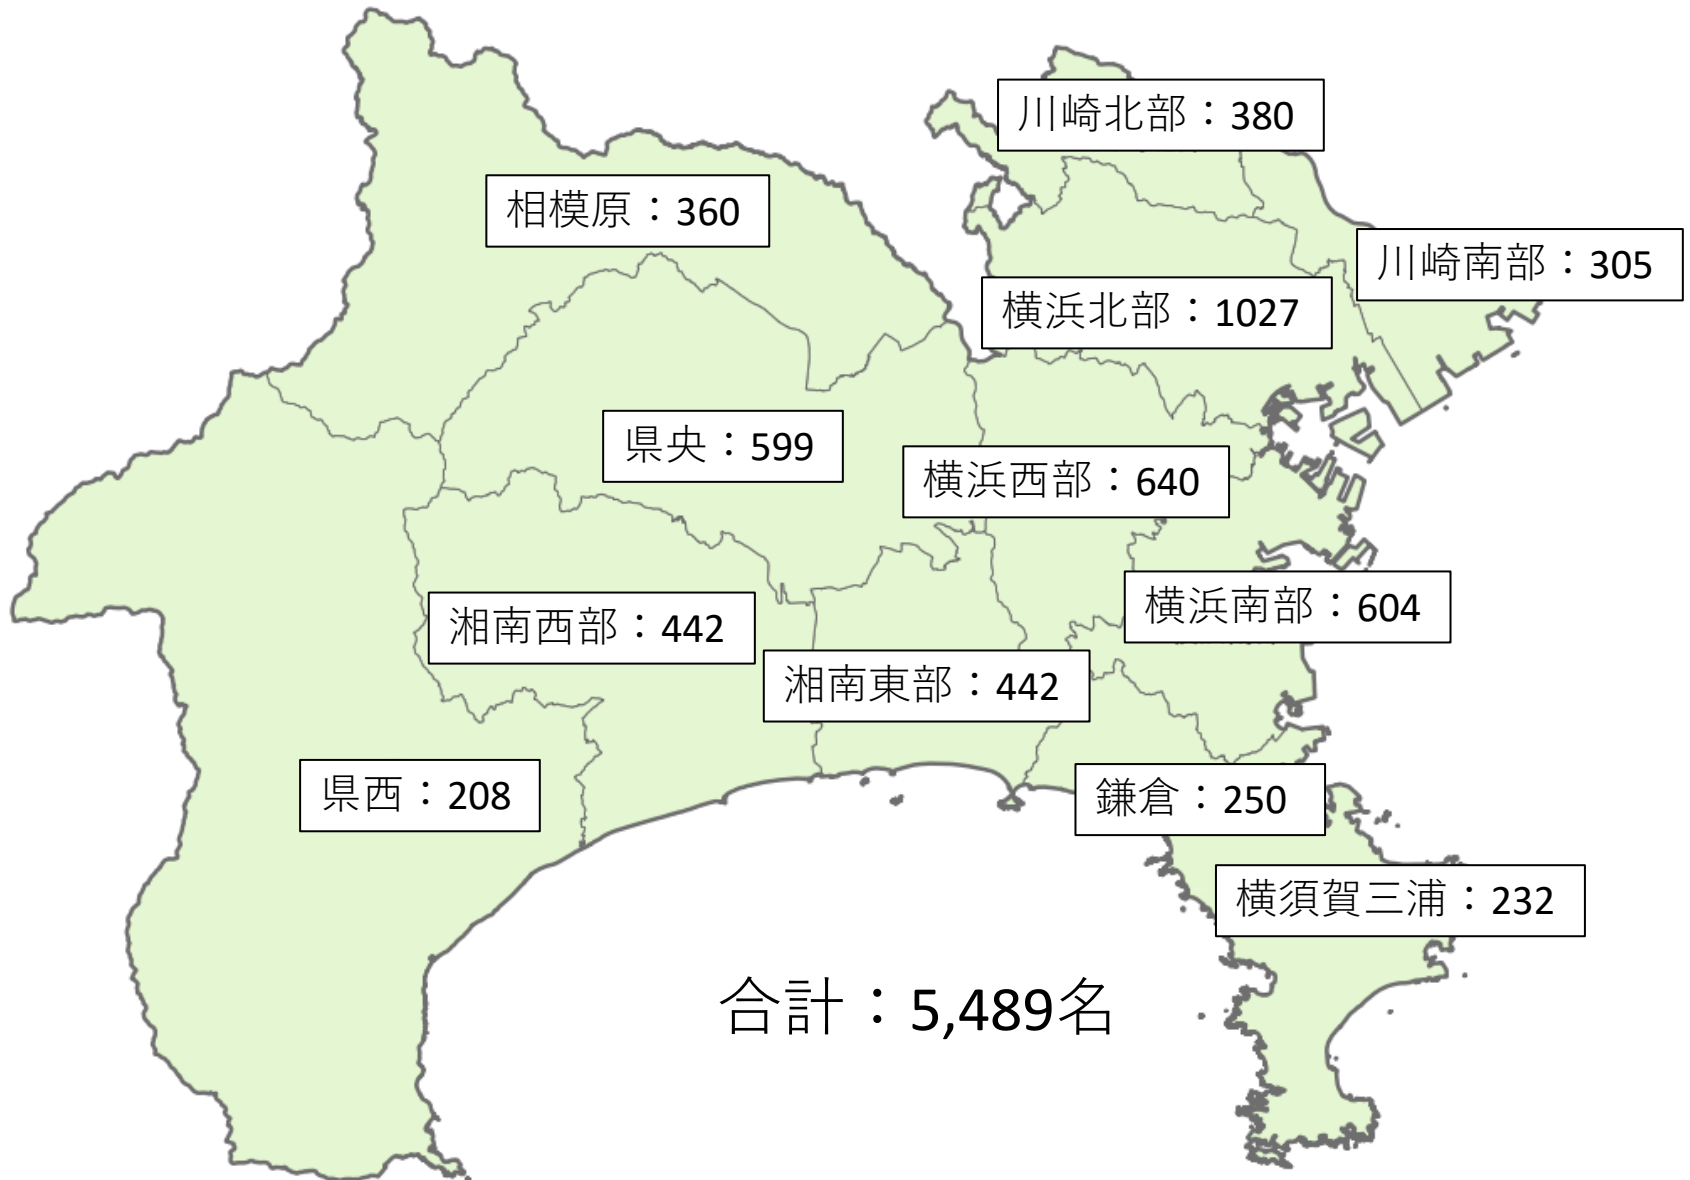 川崎北部：380
相模原：360
川崎南部：305
横浜北部：1027
県央：599
横浜西部：640
横浜南部：604
湘南西部：442
湘南東部：442
県西：208
鎌倉：250
横須賀三浦：232
合計：5,489名